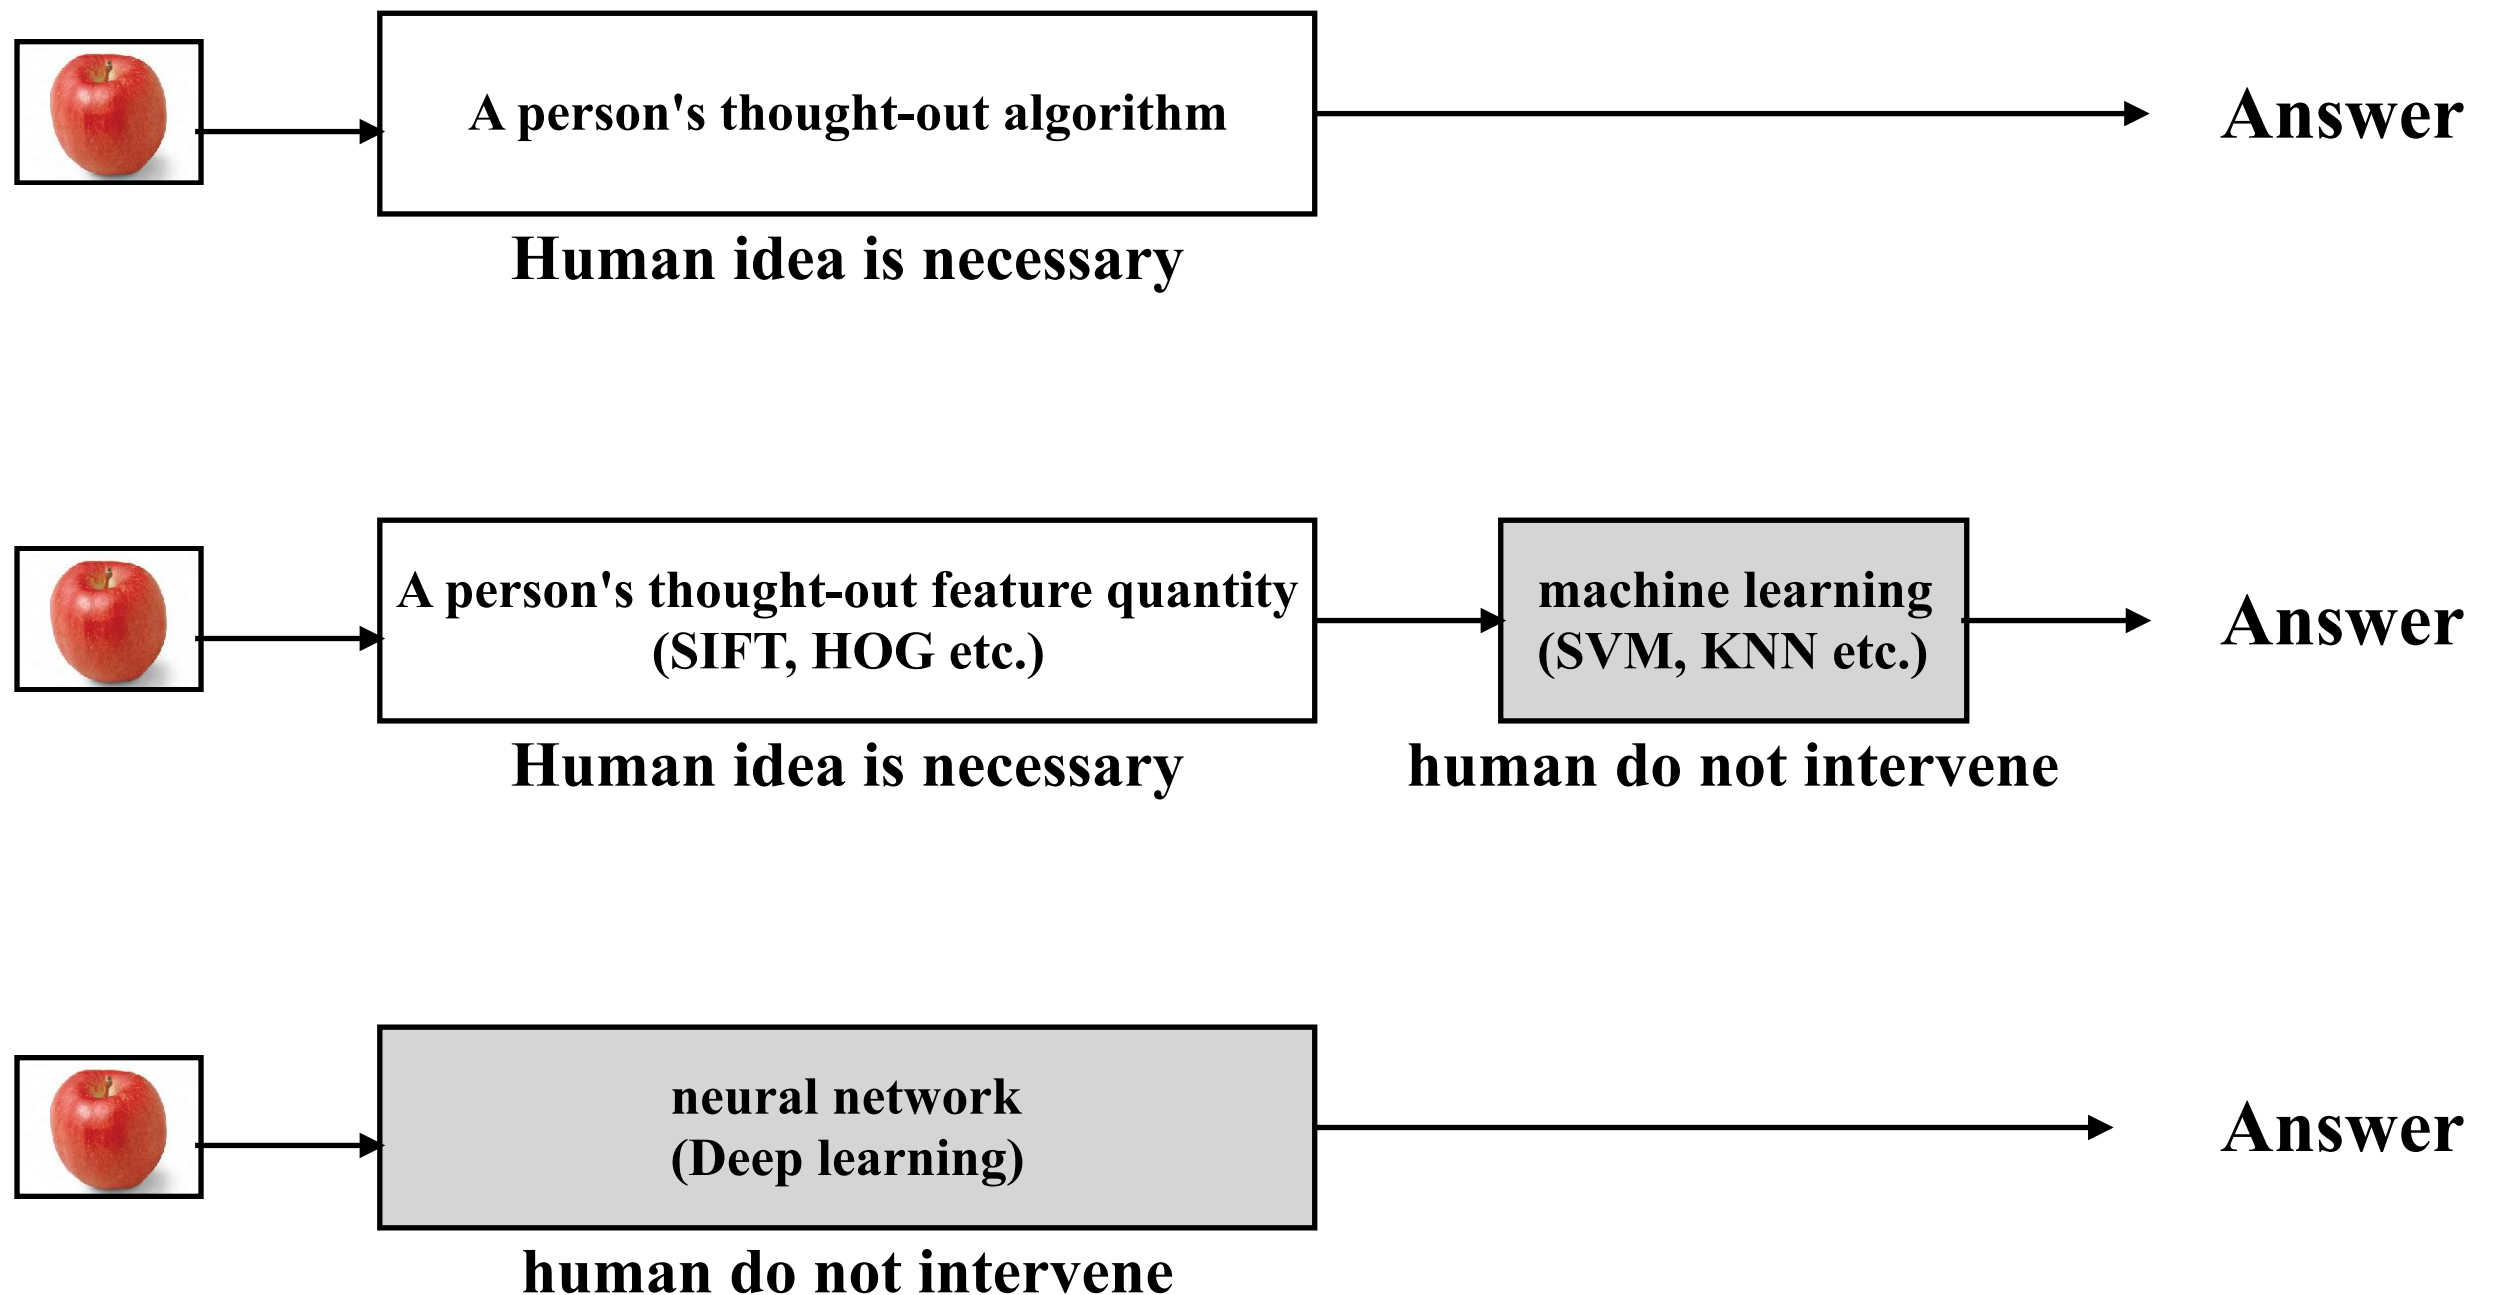 A person's thought-out algorithm
Answer
Human idea is necessary
A person's thought-out feature quantity
(SIFT, HOG etc.)
machine learning
(SVM, KNN etc.)
Answer
Human idea is necessary
human do not intervene
neural network
(Deep learning)
Answer
human do not intervene